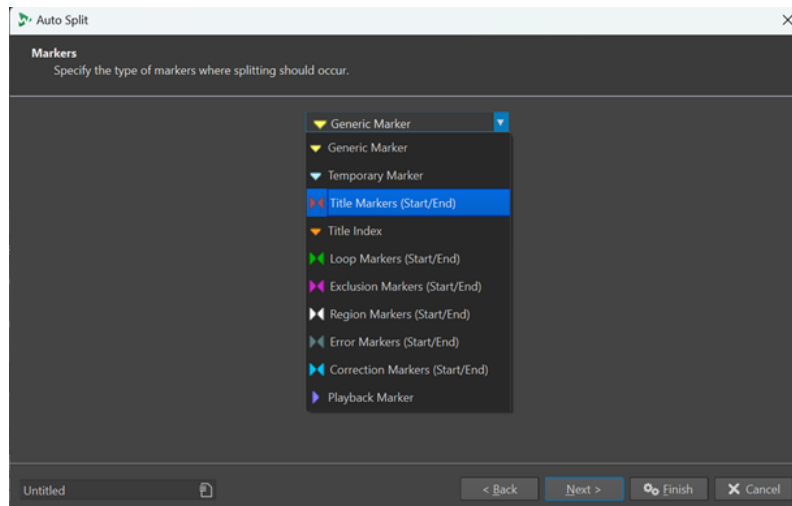 Auto Split
Markers
Specify the type of markers where splitting should occur.
Generic Marker
Generic Marker
Temporary Marker
Title Markers (Start/End)
Title Index
Loop Markers (Start/End)
Exclusion Markers (Start/End)
Region Markers (Start/End)
Error Markers (Start/End)
Correction Markers (Start/End)
Playback Marker
Untitled
< Back
Next >
Finish
Cancel